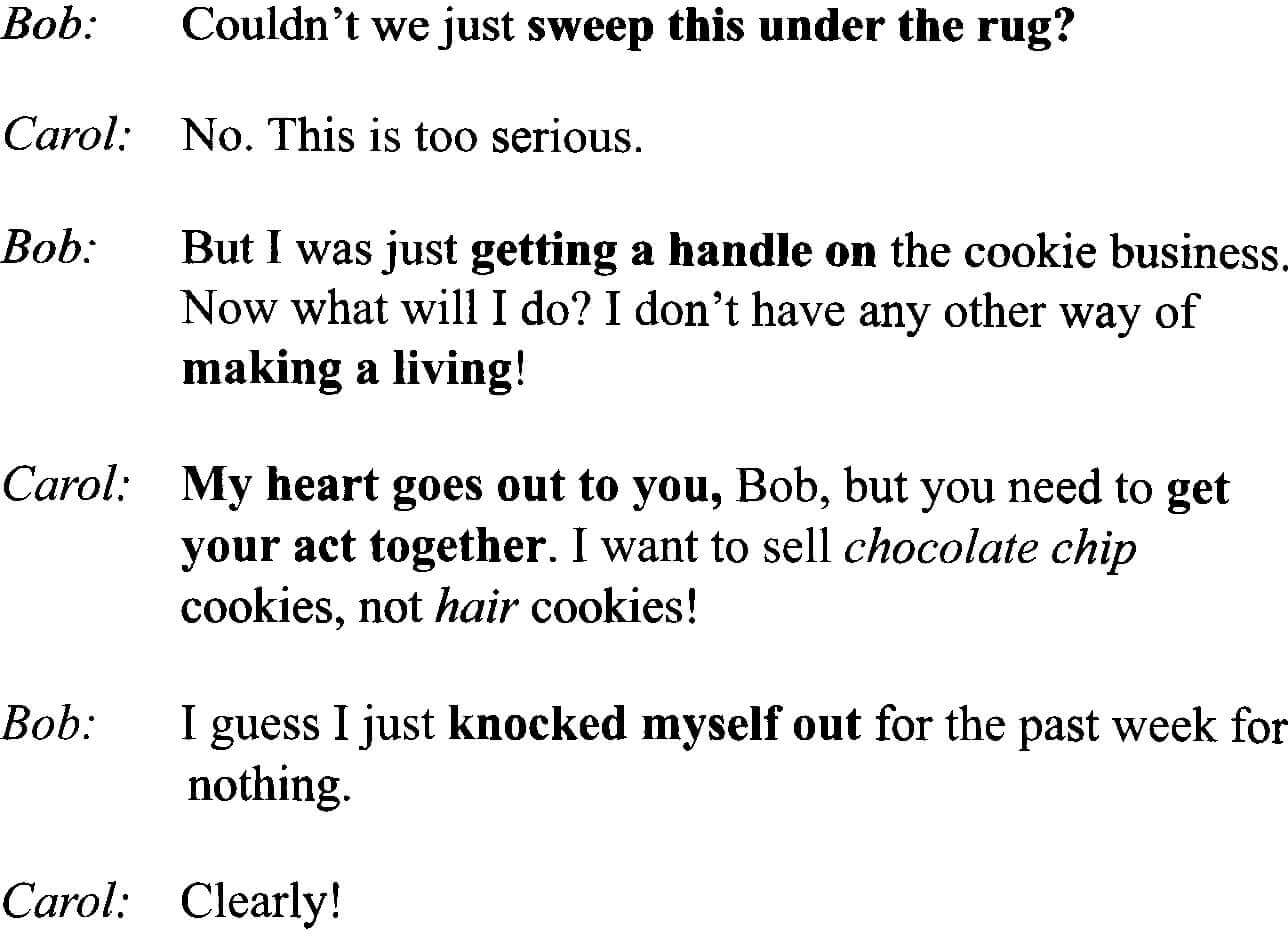 Bob: Couldn’t we just sweep this under the rug?
Carol: No. This is too serious.
Bob: But I was just getting a handle on the cookie business.
Now what will I do? I don’t have any other way of
making a living!
Carol: My heart goes out to you, Bob, but you need to get
your act together. I want to sell chocolate chip
cookies, not hair cookies!
Bob: I guess I just knocked myself out for the past week for
nothing.
Carol: Clearly!